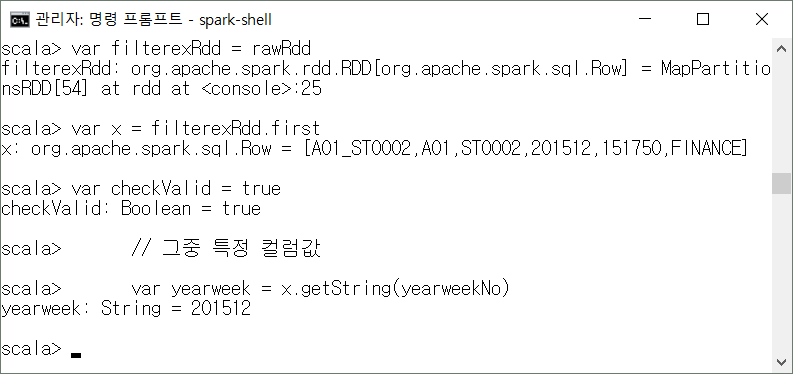 관리자: 명령 프롬프트 - spark-shell
scala> var filterexRdd = rawRdd
filterexRdd: org.apache.spark.rdd.RDD[org.apache.spark.sql.Row] = MapPartitio
nsRDD[54] at rdd at <console>:25
scala> var x = filterexRdd.first
x: org.apache.spark.sql.Row = [A01_ST0002,A01,ST0002,201512,151750,FINANCE]
scala> var checkValid = true
checkValid: Boolean = true
scala>       // 그중 특정 컬럼값
scala>       var yearweek = x.getString(yearweekNo)
yearweek: String = 201512
scala>